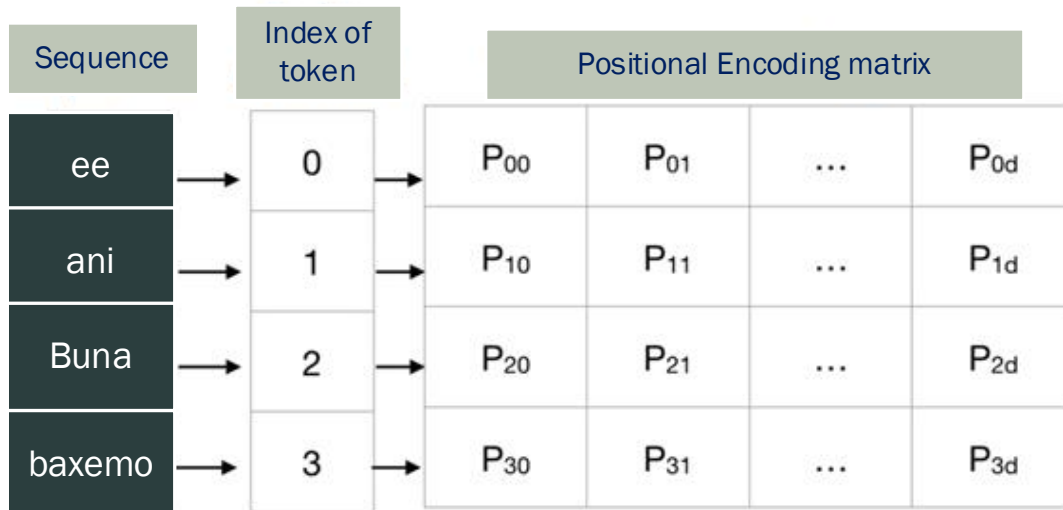 Sequence
Index of
token
Positional Encoding matrix
ee 0 P₀₀ P₀₁ ... P₀d
ani 1 P₁₀ P₁₁ ... P₁d
Buna 2 P₂₀ P₂₁ ... P₂d
baxemo 3 P₃₀ P₃₁ ... P₃d